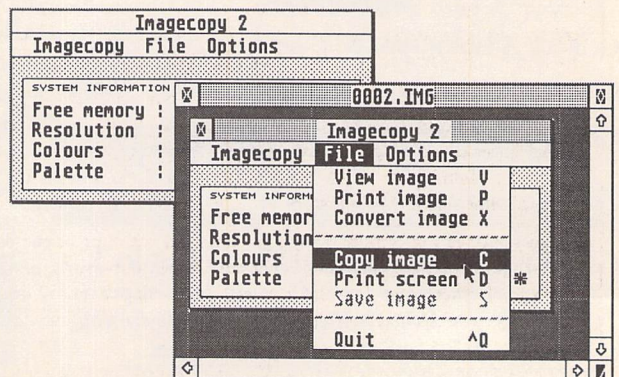 Imagecopy 2
Imagecopy File Options
SYSTEM INFORMATION
Free memory :
Resolution :
Colours :
Palette :
0002.IMG
Imagecopy 2
Imagecopy File Options
SYSTEM INFORM
Free memor
Resolution
Colours
Palette
View image V
Print image P
Convert image X
Copy image C
Print screen D
Save image S
Quit ^Q